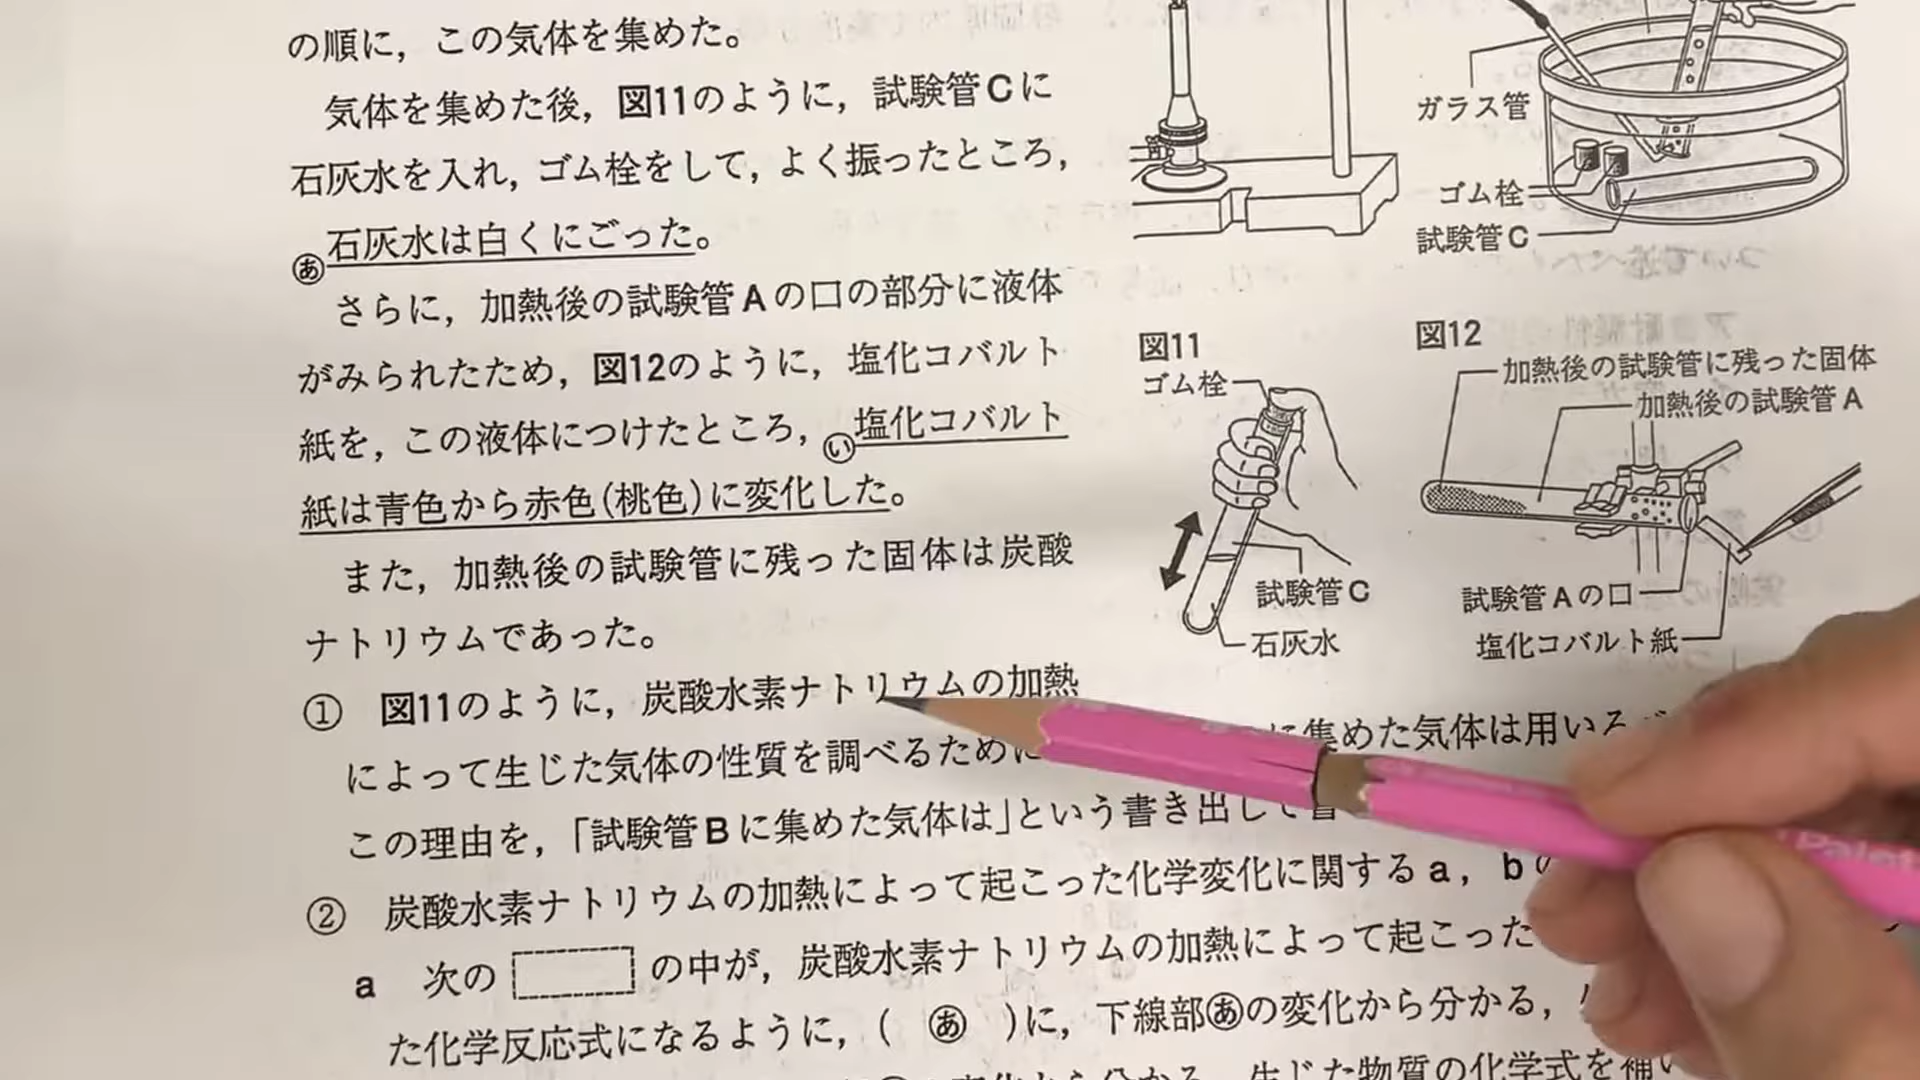 の順に，この気体を集めた。
気体を集めた後，図11のように，試験管Cに
石灰水を入れ，ゴム栓をして，よく振ったところ，
あ石灰水は白くにごった。
さらに，加熱後の試験管Aの口の部分に液体
がみられたため，図12のように，塩化コバルト
紙を，この液体につけたところ，い塩化コバルト
紙は青色から赤色(桃色)に変化した。
また，加熱後の試験管に残った固体は炭酸
ナトリウムであった。
ガラス管
ゴム栓
試験管C
図11
ゴム栓
試験管C
石灰水
図12
加熱後の試験管に残った固体
加熱後の試験管A
試験管Aの口
塩化コバルト紙
① 図11のように，炭酸水素ナトリウムの加熱
によって生じた気体の性質を調べるために
に集めた気体は用いる
この理由を，「試験管Bに集めた気体は」という書き出しで
② 炭酸水素ナトリウムの加熱によって起こった化学変化に関するa，bの
a 次の の中が，炭酸水素ナトリウムの加熱によって起こった
た化学反応式になるように，( あ )に，下線部あの変化から分かる，
変化から分かる，生じた物質の化学式を補い